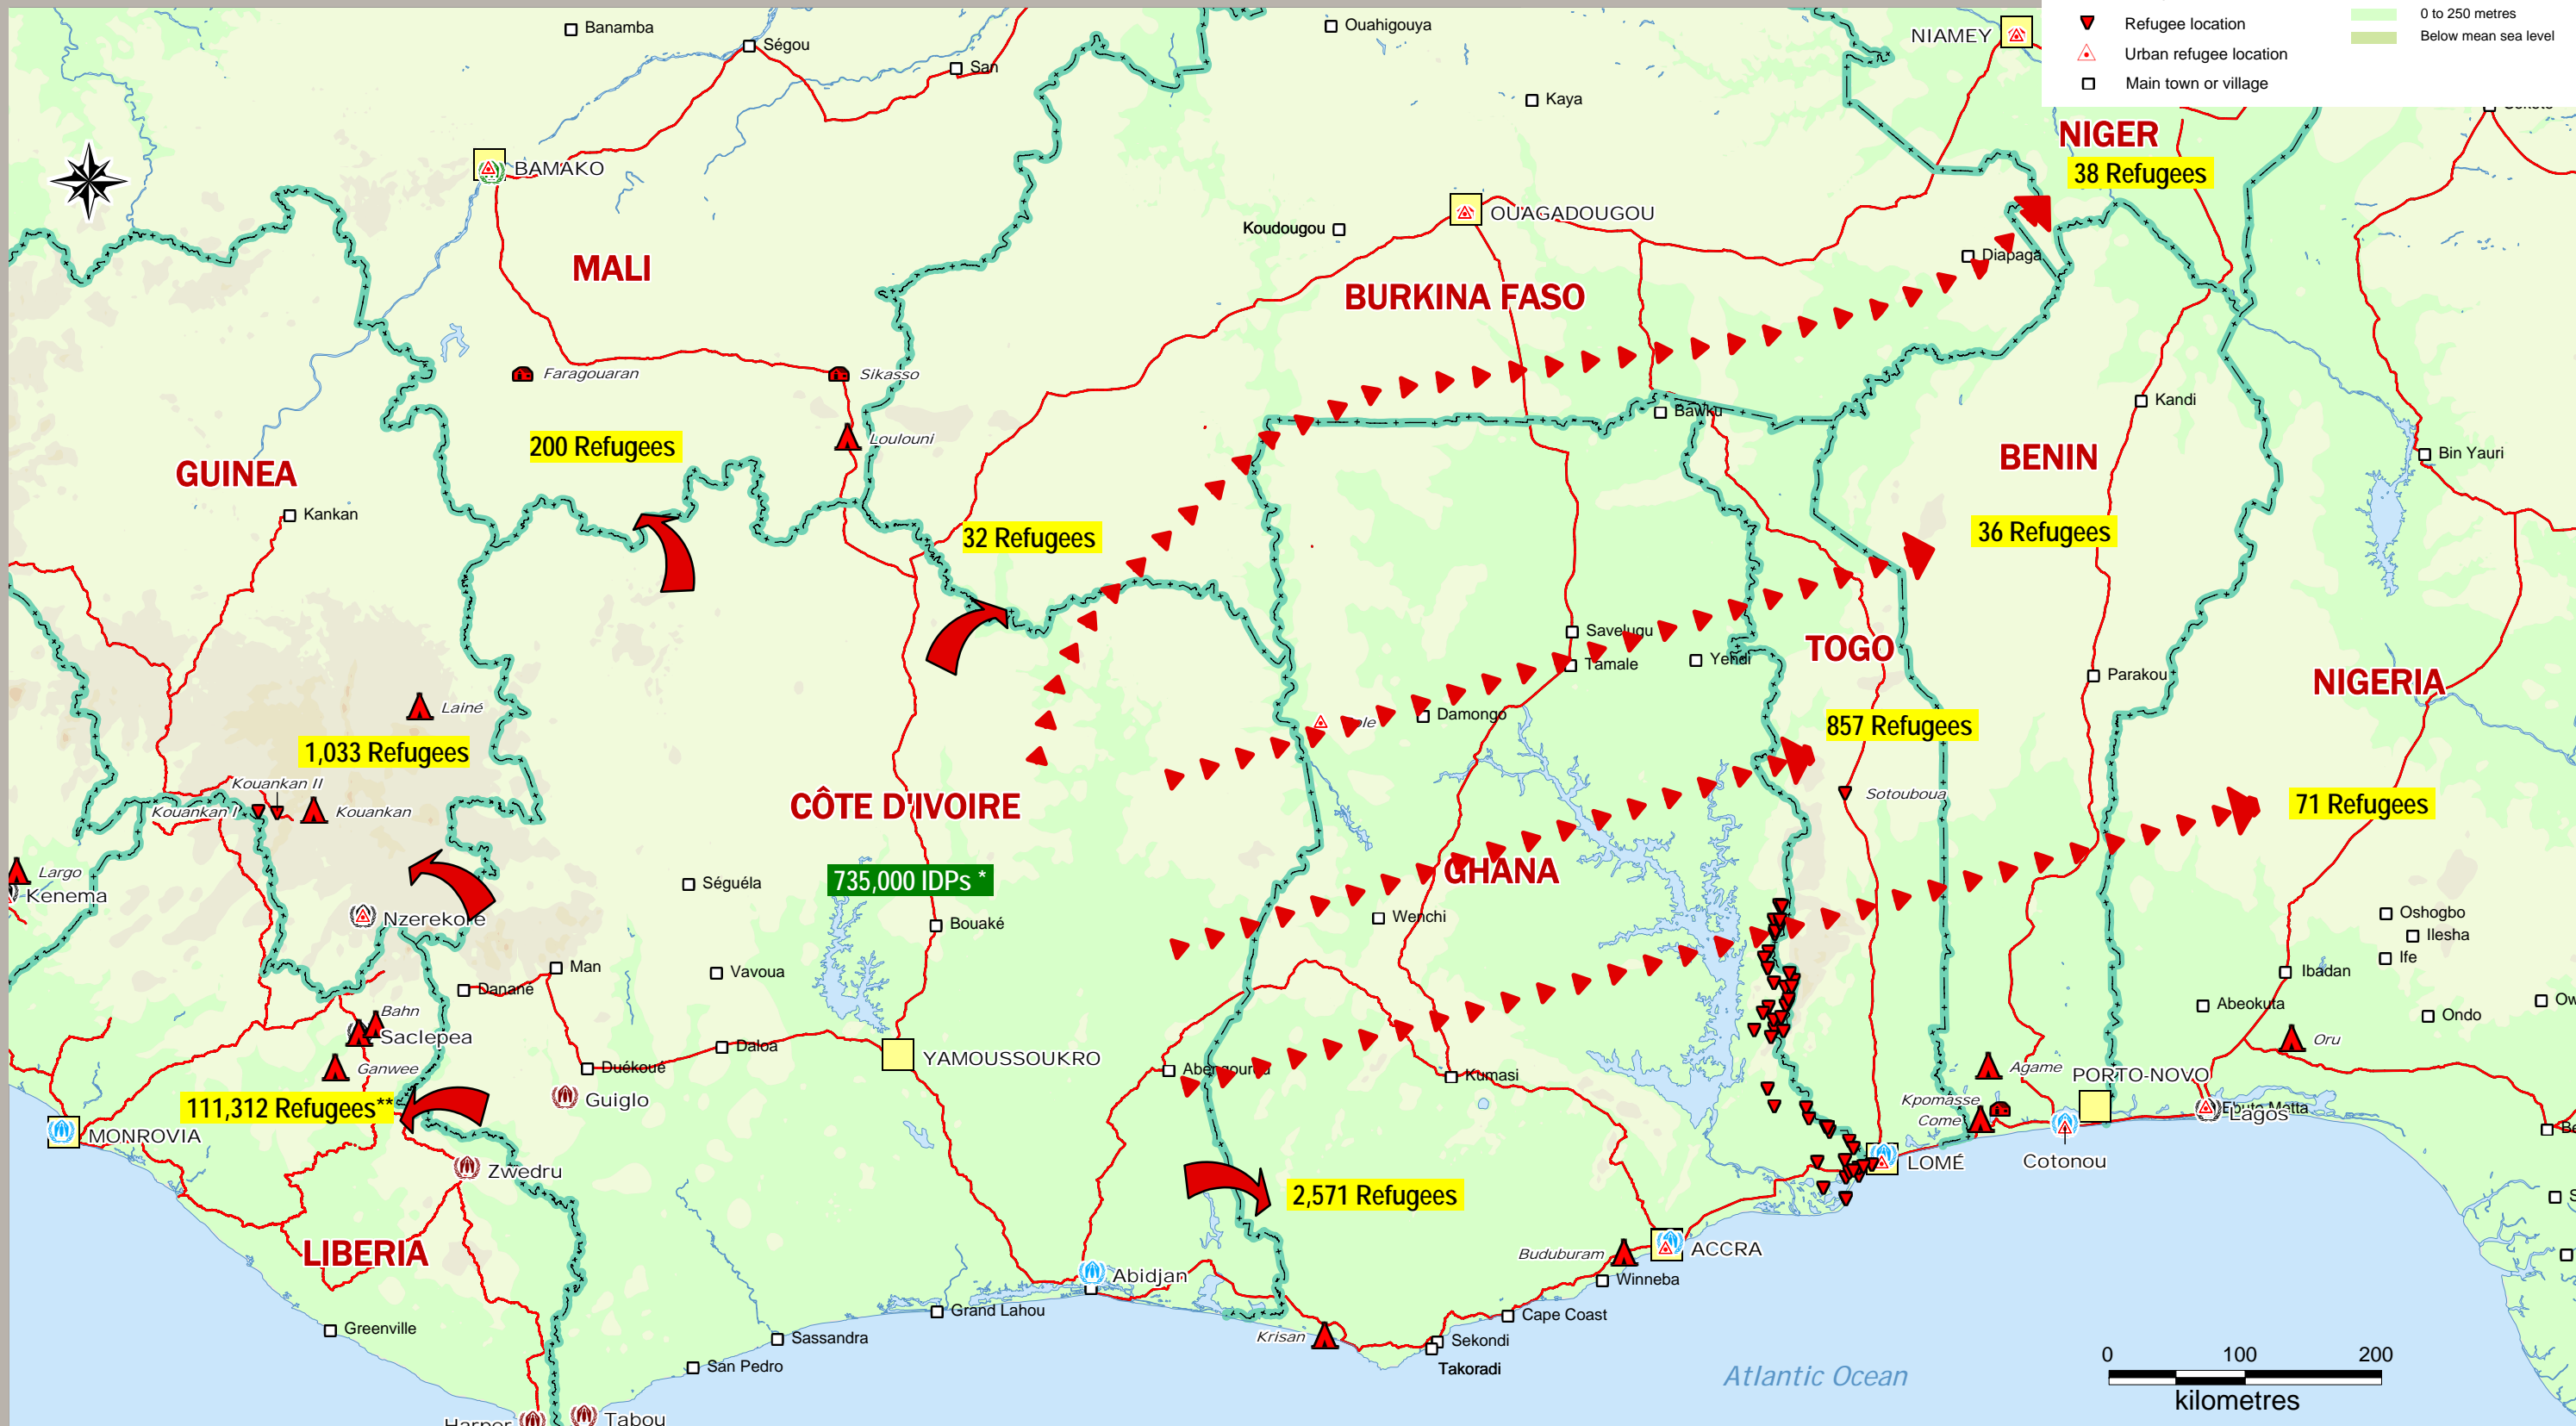 Refugee location
Urban refugee location
Main town or village
0 to 250 metres
Below mean sea level
Banamba
Ségou
San
Ouahigouya
Kaya
NIAMEY
NIGER
38 Refugees
BAMAKO
MALI
Koudougou
OUAGADOUGOU
BURKINA FASO
Diapaga
Faragouaran
Sikasso
Loulouni
200 Refugees
GUINEA
Kankan
32 Refugees
Bawku
Kandi
BENIN
36 Refugees
Bin Yauri
Savelugu
Tamale
Yendi
TOGO
Parakou
NIGERIA
Lainé
1,033 Refugees
Kouankan II
Kouankan I
Kouankan
Damongo
857 Refugees
Sotouboua
71 Refugees
CÔTE D'IVOIRE
735,000 IDPs *
GHANA
Largo
Kenema
Nzerekore
Séguéla
Bouaké
Wenchi
Oshogbo
Ilesha
Ife
Ibadan
Man
Danané
Vavoua
Abeokuta
Ondo
Bahn
Saclepea
Ganwee
Duékoué
Daloa
YAMOUSSOUKRO
Abengourou
Kumasi
Oru
Agame
PORTO-NOVO
Kpomasse
Come
Lagos
Guiglo
111,312 Refugees**
MONROVIA
Zwedru
LOMÉ
Cotonou
2,571 Refugees
LIBERIA
Buduburam
ACCRA
Winneba
Abidjan
Grand Lahou
Cape Coast
Greenville
Sassandra
San Pedro
Krisan
Sekondi
Takoradi
Atlantic Ocean
0 100 200
kilometres
Harper
Tabou